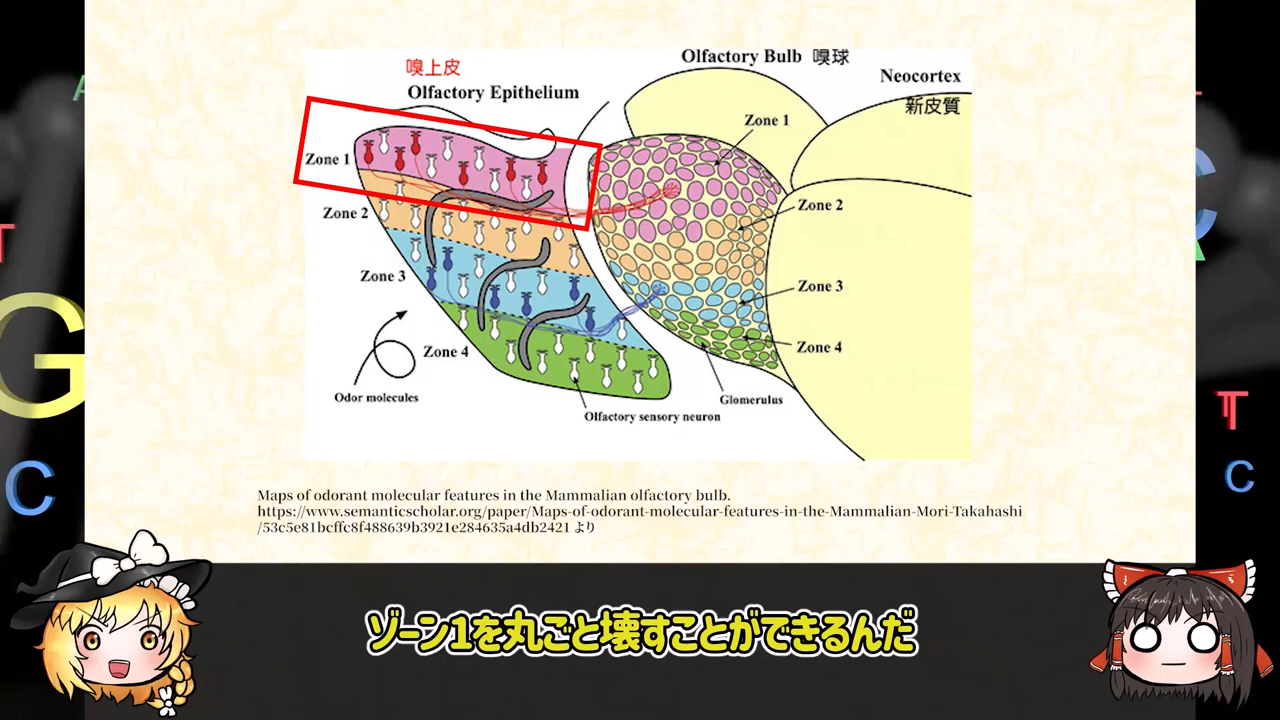 嗅上皮
Olfactory Epithelium
Olfactory Bulb 嗅球
Neocortex
新皮質
Zone 1
Zone 2
Zone 3
Zone 4
Zone 1
Zone 2
Zone 3
Zone 4
Odor molecules
Olfactory sensory neuron
Glomerulus
Maps of odorant molecular features in the Mammalian olfactory bulb.
https://www.semanticscholar.org/paper/Maps-of-odorant-molecular-features-in-the-Mammalian-Mori-Takahashi
/53c5e81bcffc8f488639b3921e284635a4db2421 より
ゾーン1を丸ごと壊すことができるんだ
A
T
G
C
C
A
T
C